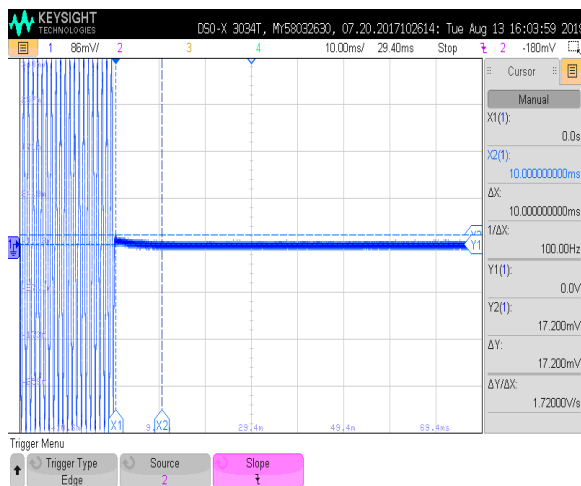 KEYSIGHT
TECHNOLOGIES
DSO-X 3034T, MY58032630, 07.20.2017102614: Tue Aug 13 16:03:59 2019
1 86mV/ 2 3 4 10.00ms/ 29.40ms Stop 2 -180mV
Cursor
Manual
X1(1):
0.0s
X2(1):
10.000000000ms
ΔX:
10.000000000ms
1/ΔX:
100.00Hz
Y1(1):
0.0V
Y2(1):
17.200mV
ΔY:
17.200mV
ΔY/ΔX:
1.72000V/s
Y1
X1 X2 29.4m 49.4m 69.4ms
Trigger Menu
Trigger Type
Edge
Source
2
Slope